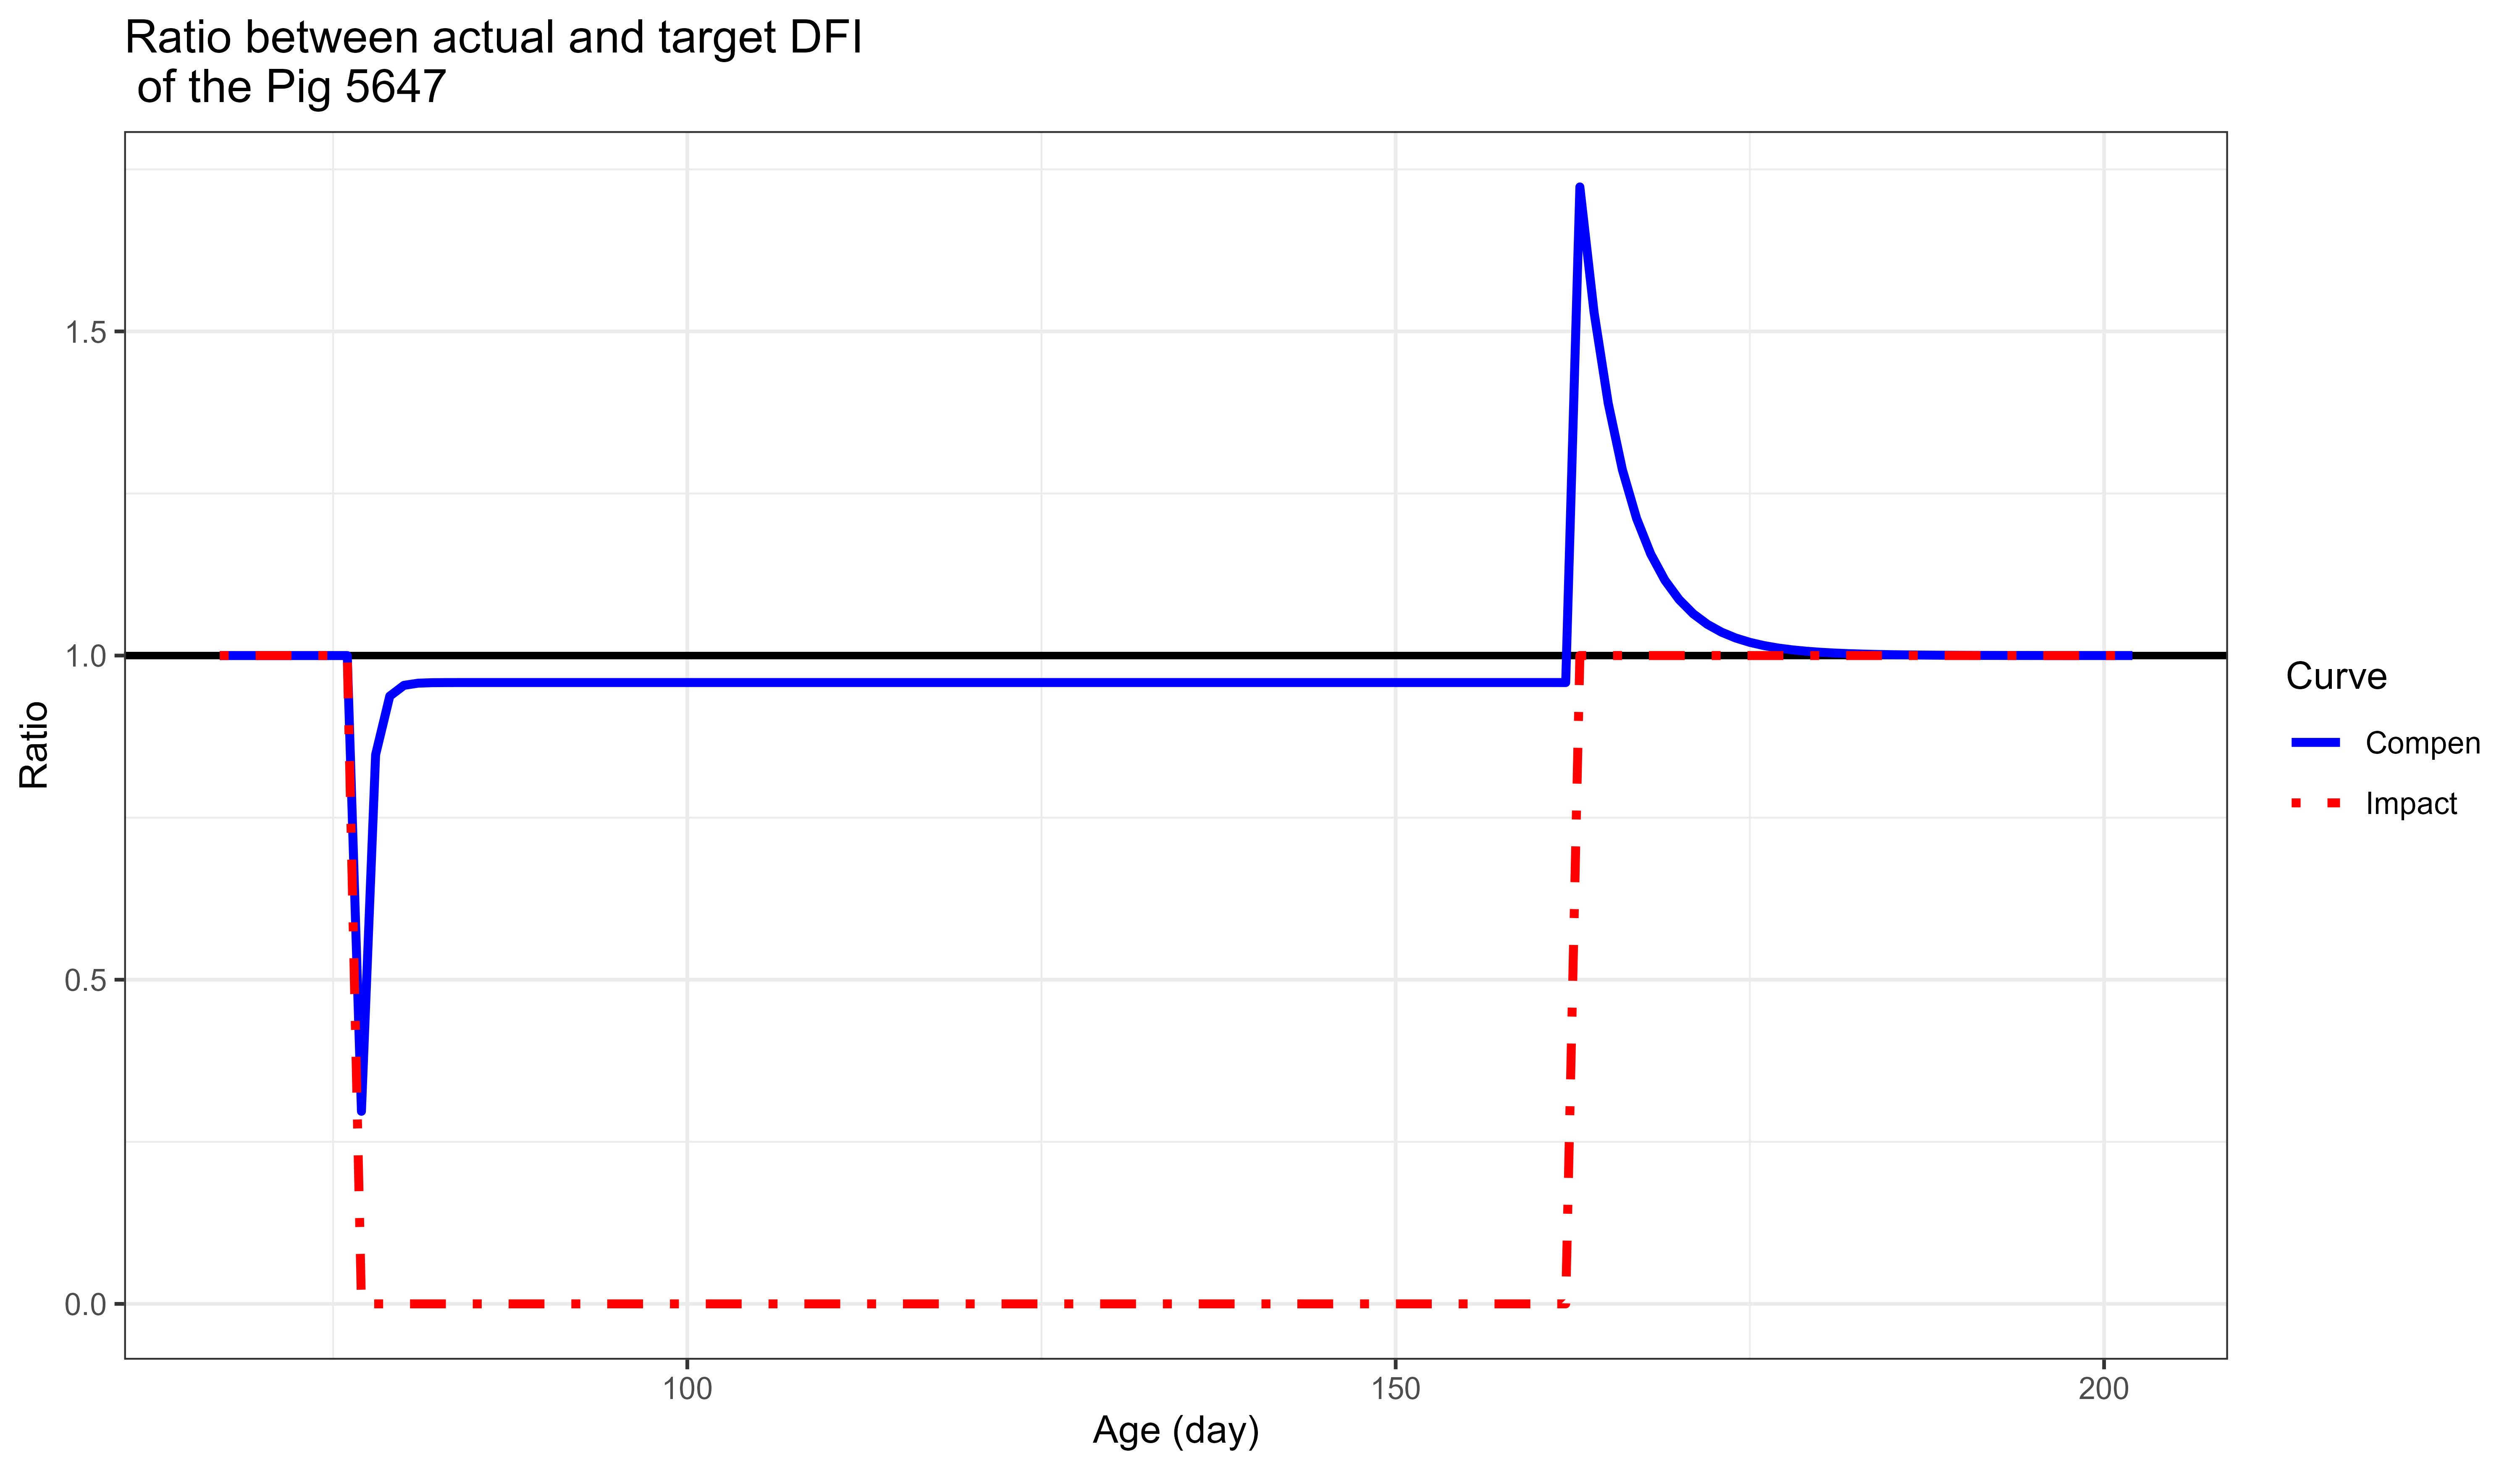 Ratio between actual and target DFI
of the Pig 5647
1.5
1.0
0.5
0.0
Ratio
100
150
200
Age (day)
Curve
Compen
Impact